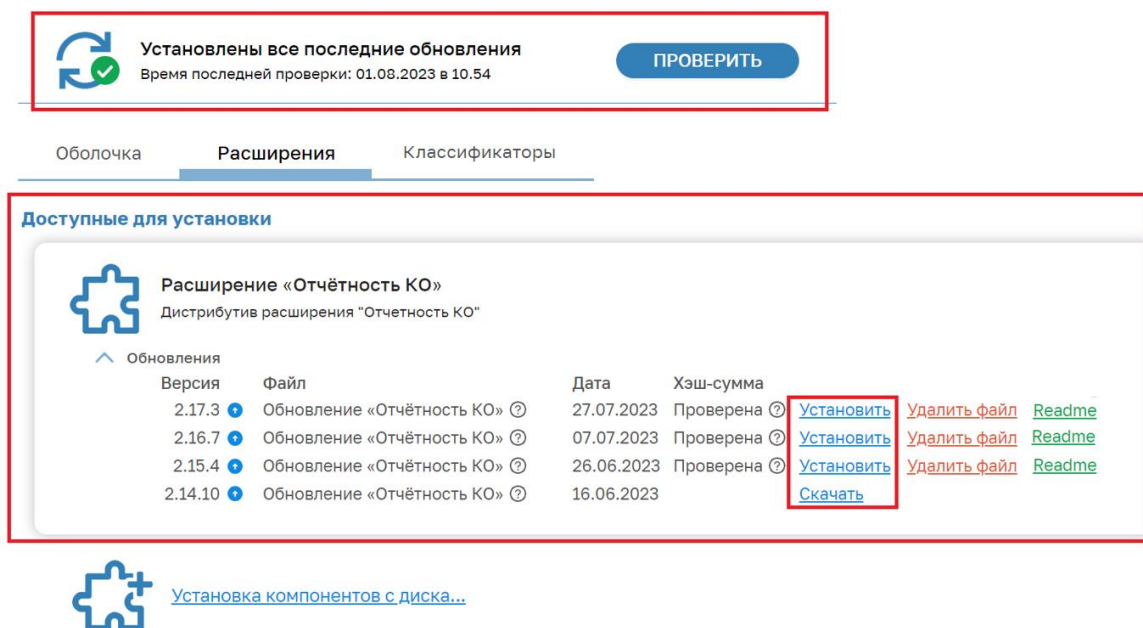 Установлены все последние обновления
Время последней проверки: 01.08.2023 в 10.54
ПРОВЕРИТЬ
Оболочка Расширения Классификаторы
Доступные для установки
Расширение «Отчётность КО»
Дистрибутив расширения "Отчетность КО"
Обновления
Версия Файл Дата Хэш-сумма
2.17.3 Обновление «Отчётность КО» 27.07.2023 Проверена Установить Удалить файл Readme
2.16.7 Обновление «Отчётность КО» 07.07.2023 Проверена Установить Удалить файл Readme
2.15.4 Обновление «Отчётность КО» 26.06.2023 Проверена Установить Удалить файл Readme
2.14.10 Обновление «Отчётность КО» 16.06.2023 Скачать
Установка компонентов с диска...